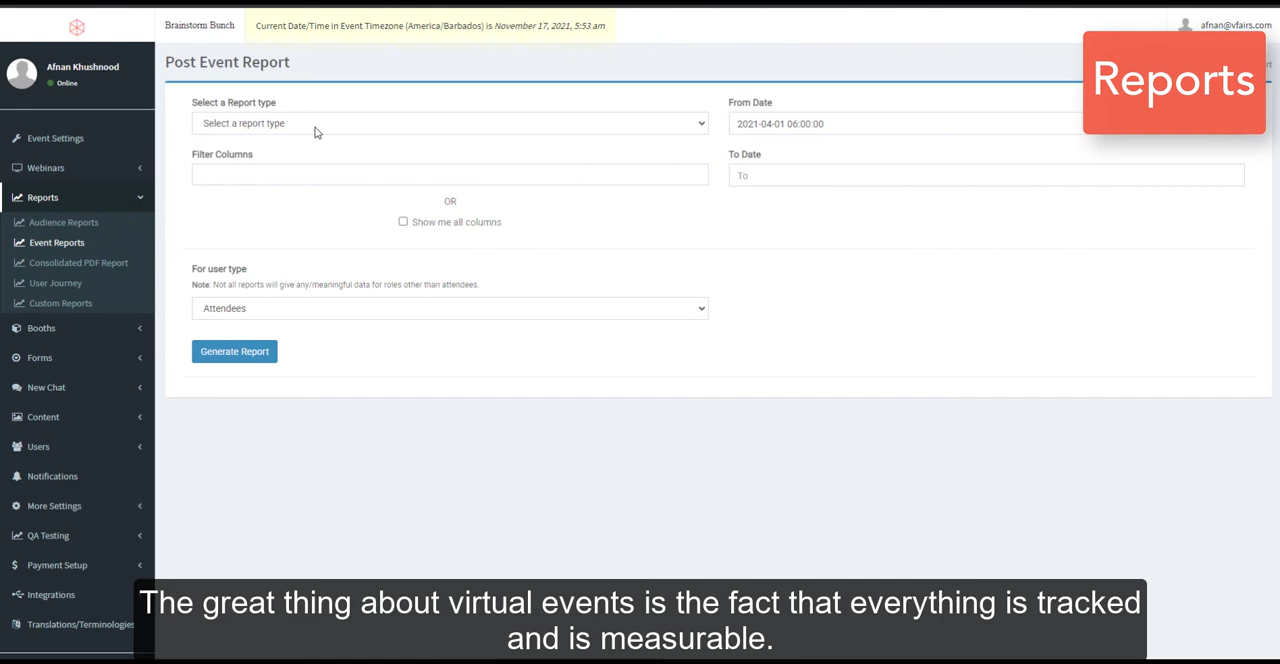 Brainstorm Bunch
Current Date/Time in Event Timezone (America/Barbados) is November 17, 2021, 5:53 am
afnan@vfairs.com
Afnan Khushnood
Online
Event Settings
Webinars
Reports
Audience Reports
Event Reports
Consolidated PDF Report
User Journey
Custom Reports
Booths
Forms
New Chat
Content
Users
Notifications
More Settings
QA Testing
Payment Setup
Integrations
Translations/Terminologies
Post Event Report
Reports
Select a Report type
Select a report type
From Date
2021-04-01 06:00:00
Filter Columns
To Date
To
OR
Show me all columns
For user type
Note: Not all reports will give any/meaningful data for roles other than attendees.
Attendees
Generate Report
The great thing about virtual events is the fact that everything is tracked
and is measurable.